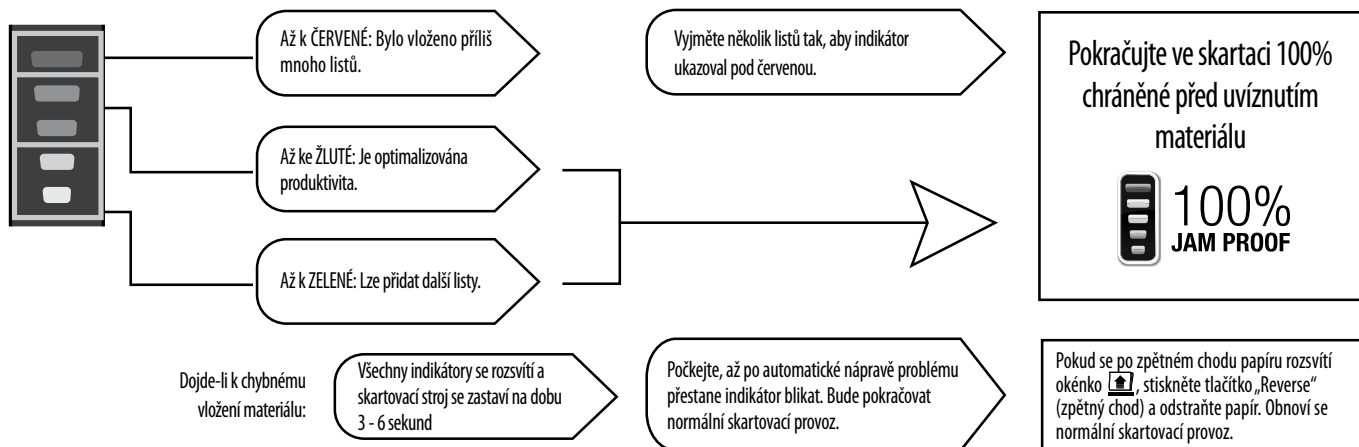 Až k ČERVENÉ: Bylo vloženo příliš
mnoho listů.
Vyjměte několik listů tak, aby indikátor
ukazoval pod červenou.
Až ke ŽLUTÉ: Je optimalizována
produktivita.
Až k ZELENÉ: Lze přidat další listy.
Pokračujte ve skartaci 100%
chráněné před uvíznutím
materiálu
100%
JAM PROOF
Dojde-li k chybnému
vložení materiálu:
Všechny indikátory se rozsvítí a
skartovací stroj se zastaví na dobu
3 - 6 sekund
Počkejte, až po automatické nápravě problému
přestane indikátor blikat. Bude pokračovat
normální skartovací provoz.
Pokud se po zpětném chodu papíru rozsvítí
okénko , stiskněte tlačítko „Reverse“
(zpětný chod) a odstraňte papír. Obnoví se
normální skartovací provoz.